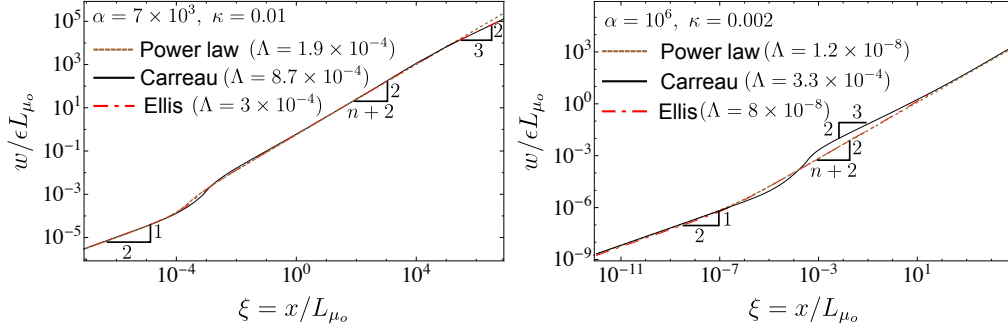 α = 7 × 10³, κ = 0.01
Power law (Λ = 1.9 × 10⁻⁴)
Carreau (Λ = 8.7 × 10⁻⁴)
Ellis (Λ = 3 × 10⁻⁴)
w/ϵL_{μ_o}
10⁵
10³
10¹
10⁻¹
10⁻³
10⁻⁵
2
3
2
n + 2
1
2
10⁻⁴
10⁰
10⁴
ξ = x/L_{μ_o}
α = 10⁶, κ = 0.002
Power law (Λ = 1.2 × 10⁻⁸)
Carreau (Λ = 3.3 × 10⁻⁴)
Ellis (Λ = 8 × 10⁻⁸)
w/ϵL_{μ_o}
10³
10⁰
10⁻³
10⁻⁶
10⁻⁹
3
2
2
n + 2
1
2
10⁻¹¹
10⁻⁷
10⁻³
10¹
ξ = x/L_{μ_o}